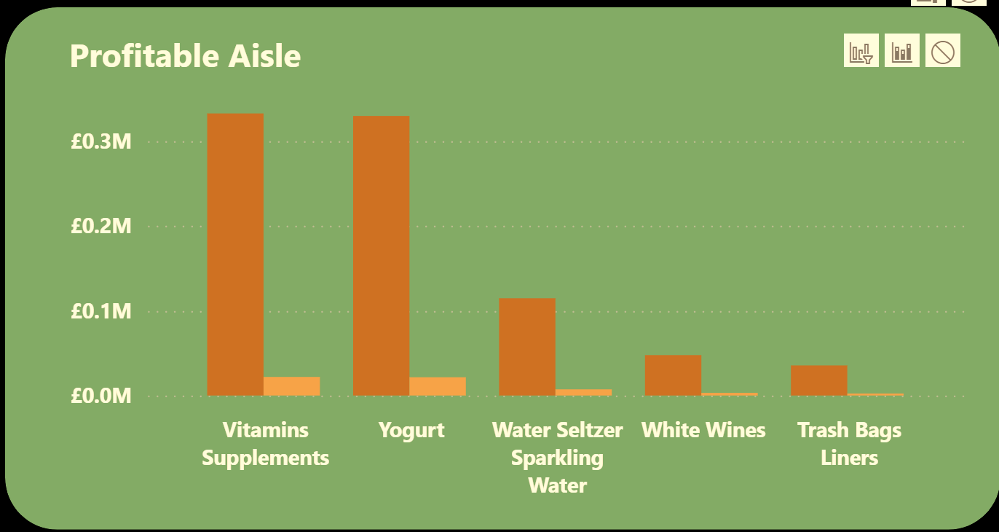 Profitable Aisle
£0.3M
£0.2M
£0.1M
£0.0M
Vitamins
Supplements
Yogurt
Water Seltzer
Sparkling
Water
White Wines
Trash Bags
Liners